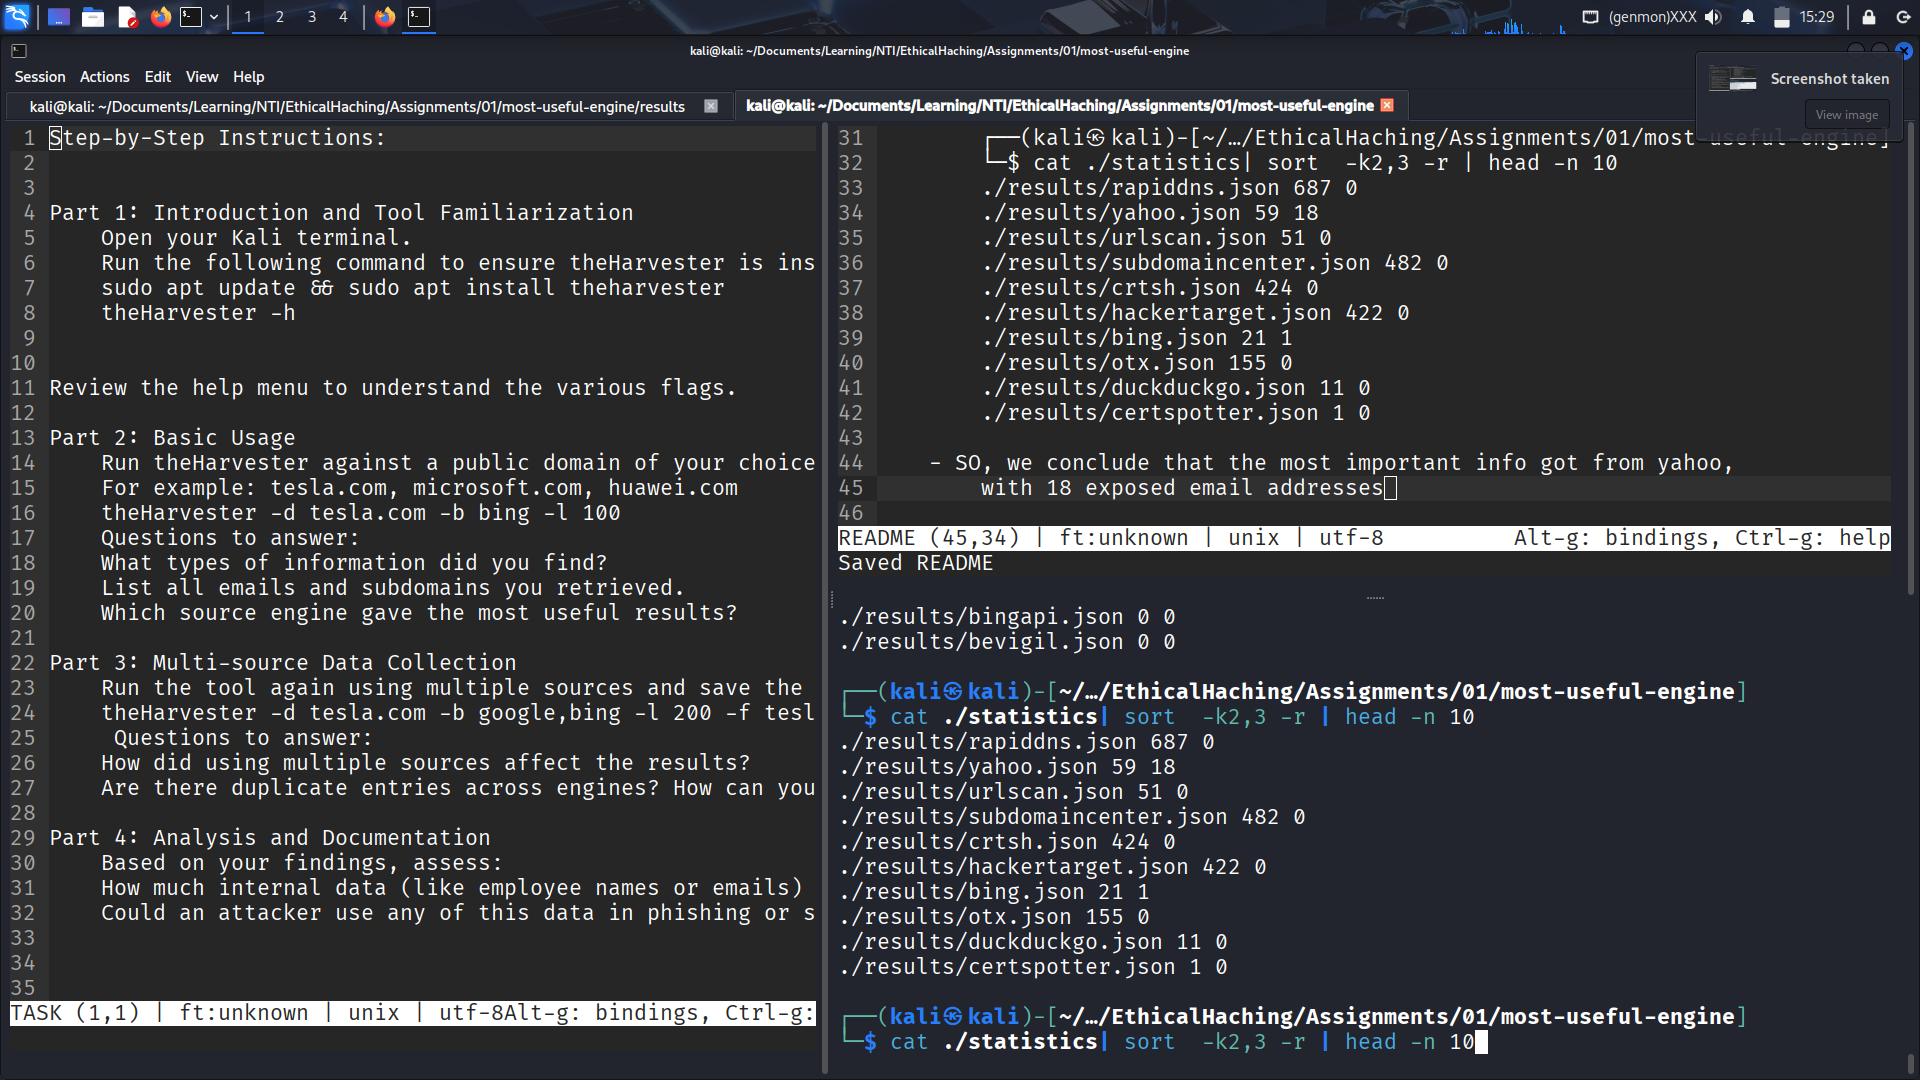 1 2 3 4 (genmon)XXX 15:29
kali@kali: ~/Documents/Learning/NTI/EthicalHaching/Assignments/01/most-useful-engine
Session Actions Edit View Help
Screenshot taken
View image
kali@kali: ~/Documents/Learning/NTI/EthicalHaching/Assignments/01/most-useful-engine/results
kali@kali: ~/Documents/Learning/NTI/EthicalHaching/Assignments/01/most-useful-engine
1 Step-by-Step Instructions:
2
3
4 Part 1: Introduction and Tool Familiarization
5 Open your Kali terminal.
6 Run the following command to ensure theHarvester is ins
7 sudo apt update && sudo apt install theharvester
8 theHarvester -h
9
10
11 Review the help menu to understand the various flags.
12
13 Part 2: Basic Usage
14 Run theHarvester against a public domain of your choice
15 For example: tesla.com, microsoft.com, huawei.com
16 theHarvester -d tesla.com -b bing -l 100
17 Questions to answer:
18 What types of information did you find?
19 List all emails and subdomains you retrieved.
20 Which source engine gave the most useful results?
21
22 Part 3: Multi-source Data Collection
23 Run the tool again using multiple sources and save the
24 theHarvester -d tesla.com -b google,bing -l 200 -f tesl
25 Questions to answer:
26 How did using multiple sources affect the results?
27 Are there duplicate entries across engines? How can you
28
29 Part 4: Analysis and Documentation
30 Based on your findings, assess:
31 How much internal data (like employee names or emails)
32 Could an attacker use any of this data in phishing or s
33
34
35
TASK (1,1) | ft:unknown | unix | utf-8Alt-g: bindings, Ctrl-g:
31 ┌──(kali㉿kali)-[~/…/EthicalHaching/Assignments/01/most-useful-engine]
32 └─$ cat ./statistics| sort  -k2,3 -r | head -n 10
33 ./results/rapiddns.json 687 0
34 ./results/yahoo.json 59 18
35 ./results/urlscan.json 51 0
36 ./results/subdomaincenter.json 482 0
37 ./results/crtsh.json 424 0
38 ./results/hackertarget.json 422 0
39 ./results/bing.json 21 1
40 ./results/otx.json 155 0
41 ./results/duckduckgo.json 11 0
42 ./results/certspotter.json 1 0
43
44 - SO, we conclude that the most important info got from yahoo,
45 with 18 exposed email addresses
46
README (45,34) | ft:unknown | unix | utf-8 Alt-g: bindings, Ctrl-g: help
Saved README
./results/bingapi.json 0 0
./results/bevigil.json 0 0
┌──(kali㉿kali)-[~/…/EthicalHaching/Assignments/01/most-useful-engine]
└─$ cat ./statistics| sort  -k2,3 -r | head -n 10
./results/rapiddns.json 687 0
./results/yahoo.json 59 18
./results/urlscan.json 51 0
./results/subdomaincenter.json 482 0
./results/crtsh.json 424 0
./results/hackertarget.json 422 0
./results/bing.json 21 1
./results/otx.json 155 0
./results/duckduckgo.json 11 0
./results/certspotter.json 1 0
┌──(kali㉿kali)-[~/…/EthicalHaching/Assignments/01/most-useful-engine]
└─$ cat ./statistics| sort  -k2,3 -r | head -n 10